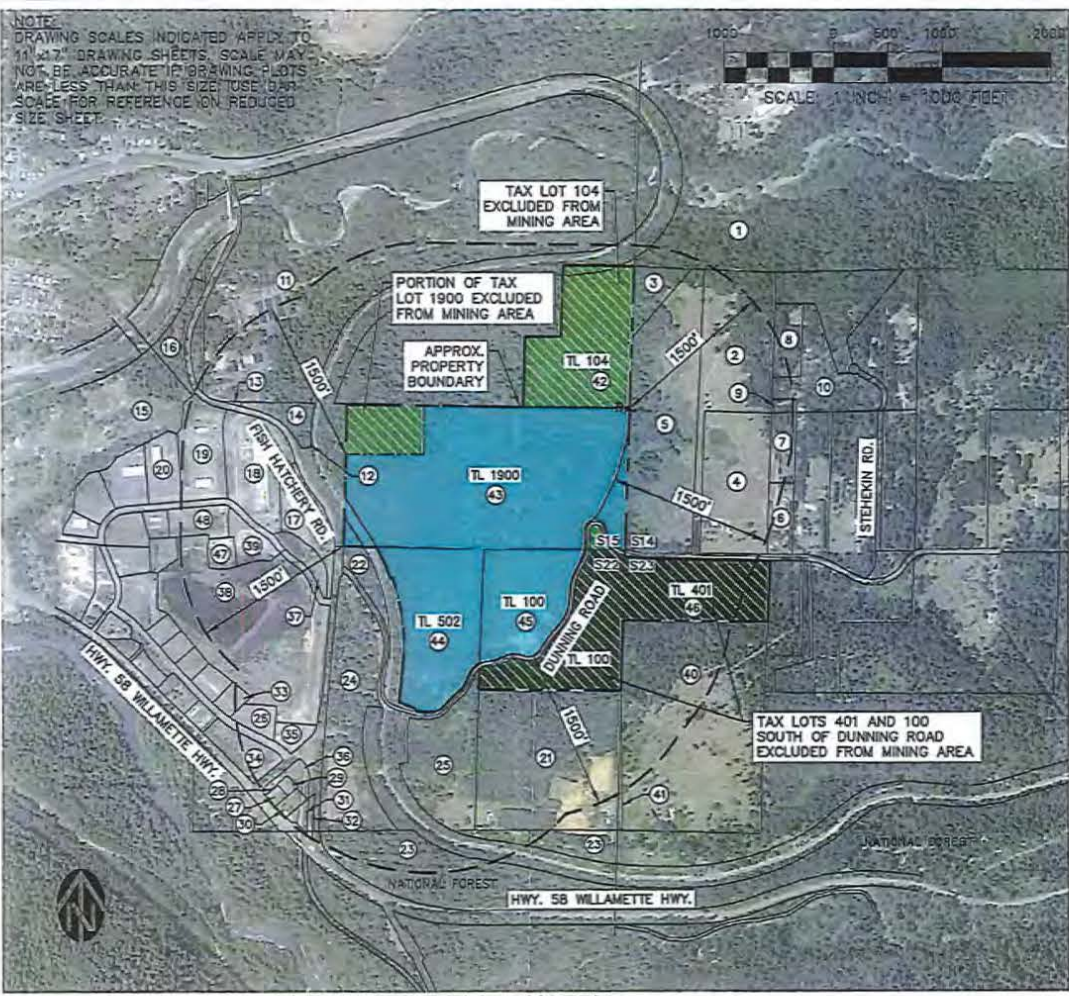 NOTE:
DRAWING SCALES INDICATED APPLY TO
11"x17" DRAWING SHEETS. SCALE MAY
NOT BE ACCURATE IF DRAWING PLOTS
ARE LESS THAN THIS SIZE. USE BAR
SCALE FOR REFERENCE ON REDUCED
SIZE SHEET.
1000 0 500 1000 2000
SCALE: 1 INCH = 1000 FEET
TAX LOT 104
EXCLUDED FROM
MINING AREA
1
11
PORTION OF TAX
LOT 1900 EXCLUDED
FROM MINING AREA
3
16
APPROX.
PROPERTY
BOUNDARY
TL 104
42
1500'
1500'
2
8
9
10
13
14
15
12
TL 1900
43
5
4
7
6
1500'
STEHEKIN RD.
FISH HATCHERY RD.
20
19
18
17
48
47
39
38
37
22
1500'
S15 S14
S22 S23
TL 401
46
TL 100
45
TL 502
44
DUNNING ROAD
TL 100
HWY. 58 WILLAMETTE HWY.
24
33
26
35
34
40
TAX LOTS 401 AND 100
SOUTH OF DUNNING ROAD
EXCLUDED FROM MINING AREA
1500'
25
21
41
36
29
28
27
30
31
32
23
23
NATIONAL FOREST
NATIONAL FOREST
HWY. 58 WILLAMETTE HWY.
N